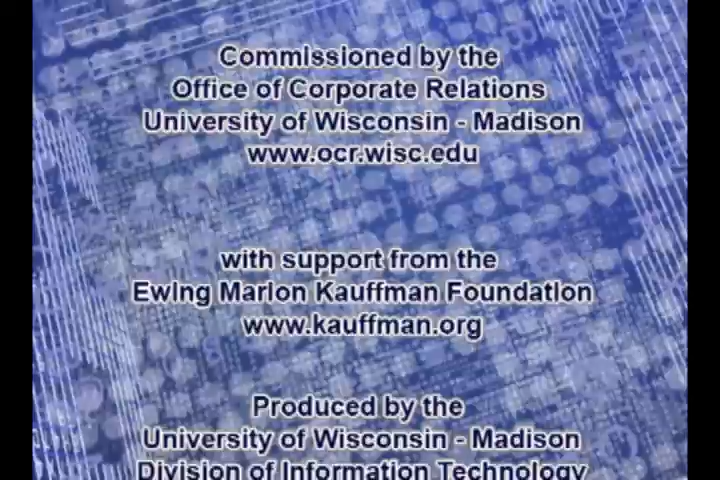 Commissioned by the
Office of Corporate Relations
University of Wisconsin - Madison
www.ocr.wisc.edu
with support from the
Ewing Marion Kauffman Foundation
www.kauffman.org
Produced by the
University of Wisconsin - Madison
Division of Information Technology